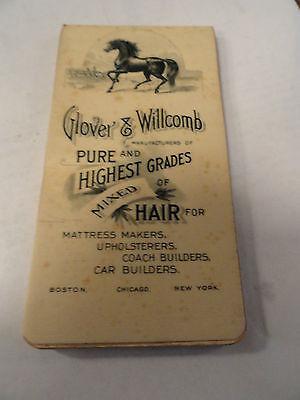 Glover & Willcomb
MANUFACTURERS OF
PURE AND
HIGHEST GRADES
MIXED OF
HAIR FOR
MATTRESS MAKERS,
UPHOLSTERERS,
COACH BUILDERS,
CAR BUILDERS.
BOSTON, CHICAGO, NEW YORK.